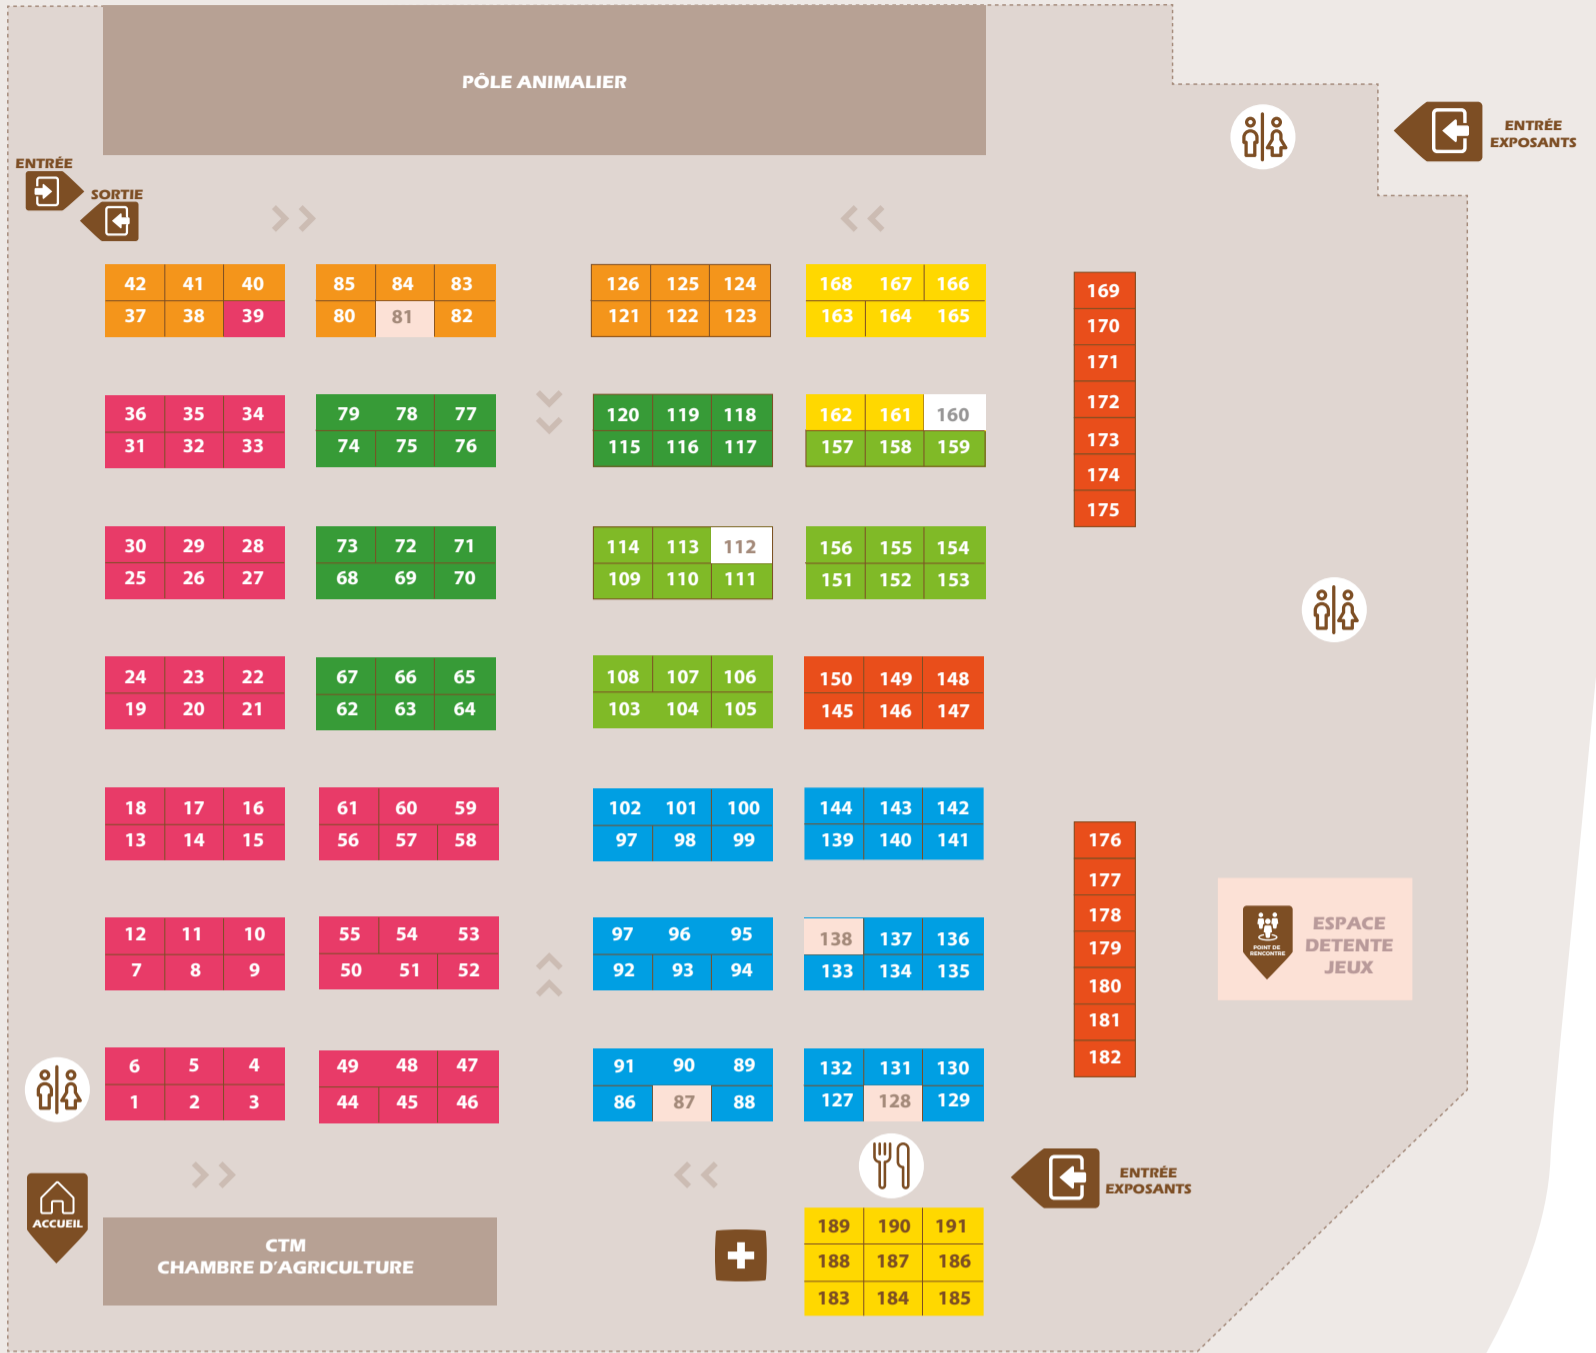 PÔLE ANIMALIER
ENTRÉE
EXPOSANTS
ENTRÉE
SORTIE
42 41 40 85 84 83 126 125 124 168 167 166
37 38 39 80 81 82 121 122 123 163 164 165
36 35 34 79 78 77 120 119 118 162 161 160
31 32 33 74 75 76 115 116 117 157 158 159
30 29 28 73 72 71 114 113 112 156 155 154
25 26 27 68 69 70 109 110 111 151 152 153
24 23 22 67 66 65 108 107 106 150 149 148
19 20 21 62 63 64 103 104 105 145 146 147
18 17 16 61 60 59 102 101 100 144 143 142
13 14 15 56 57 58 97 98 99 139 140 141
12 11 10 55 54 53 97 96 95 138 137 136
7 8 9 50 51 52 92 93 94 133 134 135
6 5 4 49 48 47 91 90 89 132 131 130
1 2 3 44 45 46 86 87 88 127 128 129
169
170
171
172
173
174
175
176
177
178
179
180
181
182
POINT DE
RENCONTRE
ESPACE
DETENTE
JEUX
ENTRÉE
EXPOSANTS
ACCUEIL
CTM
CHAMBRE D'AGRICULTURE
189 190 191
188 187 186
183 184 185